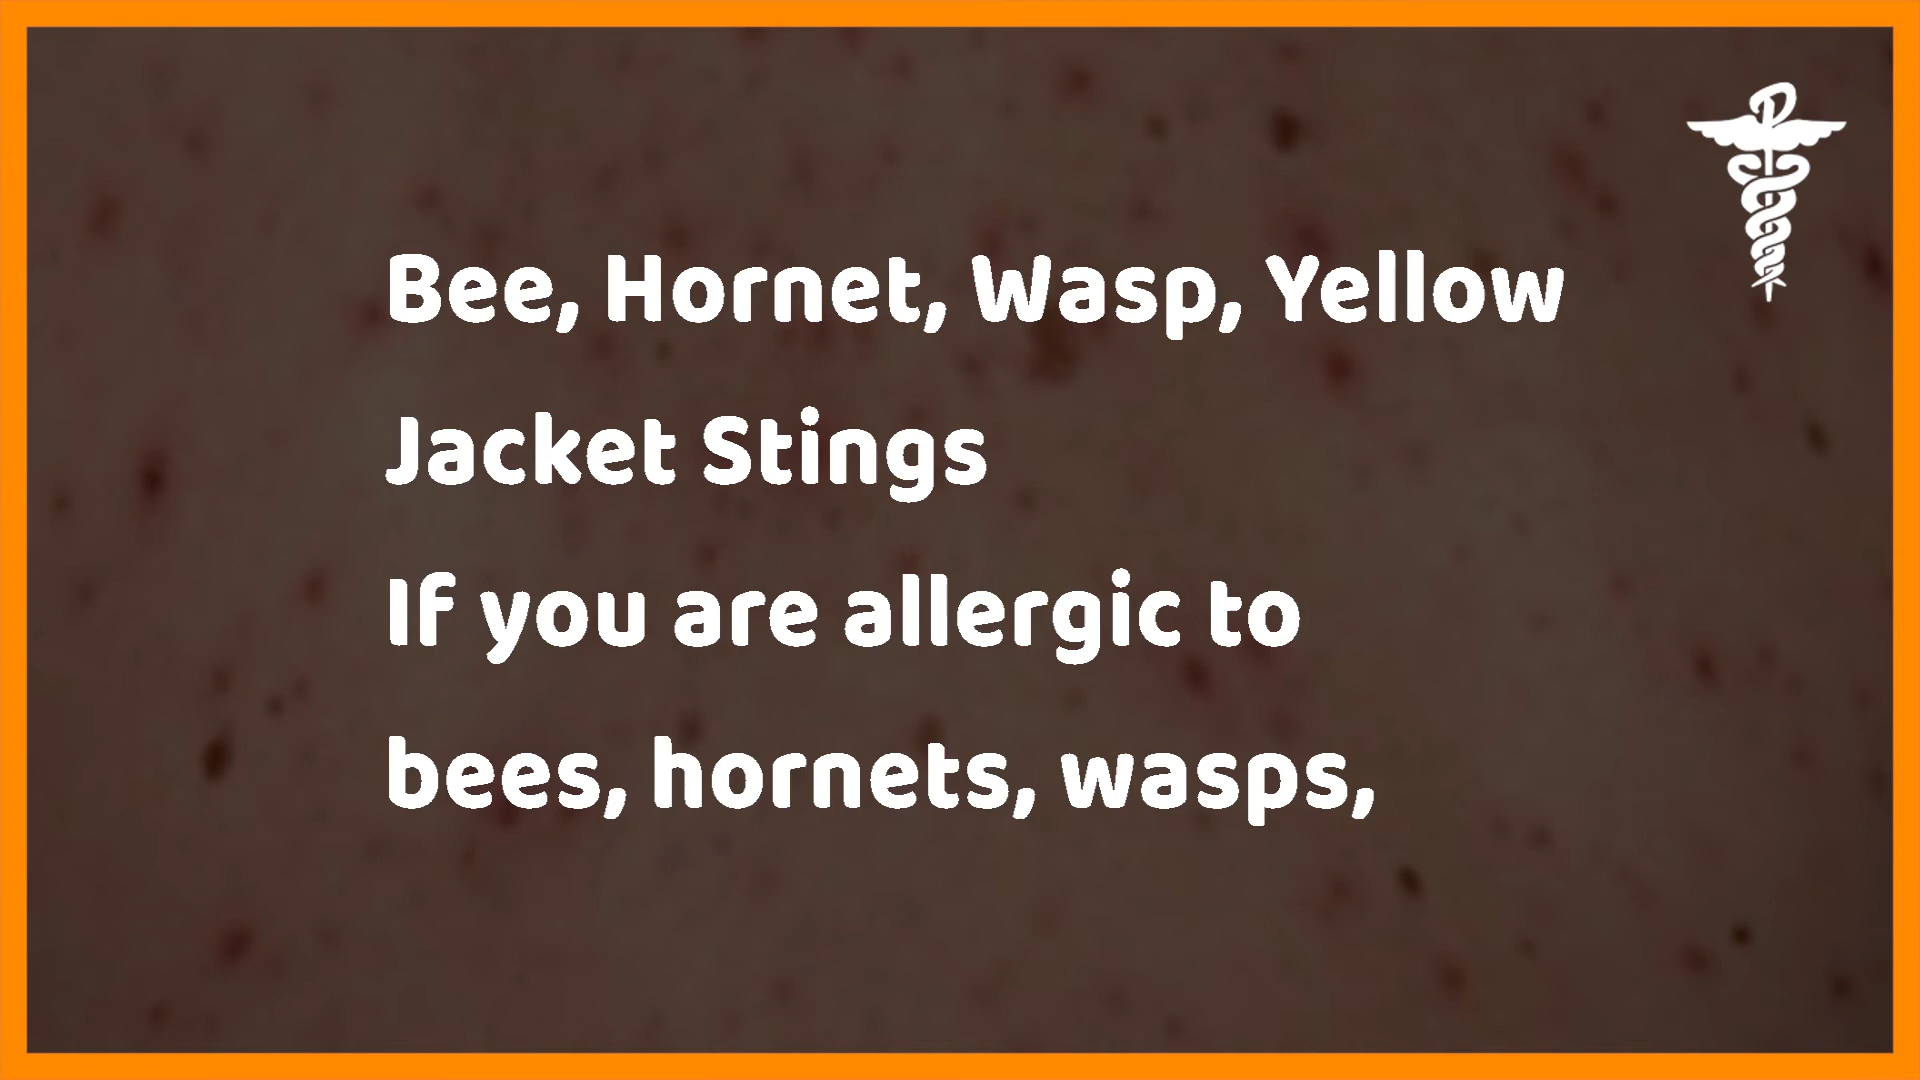 Bee, Hornet, Wasp, Yellow
Jacket Stings
If you are allergic to
bees, hornets, wasps,